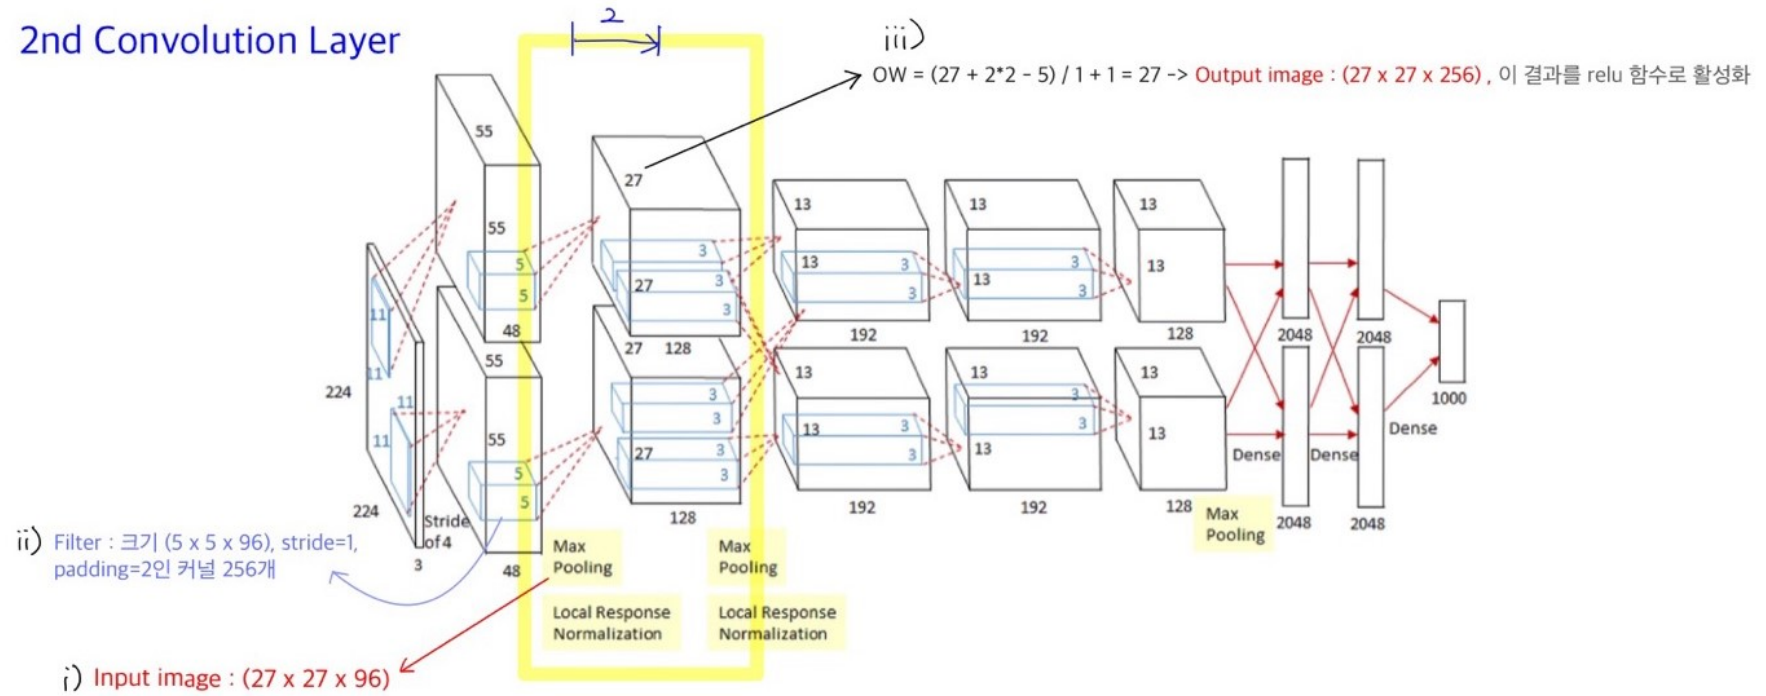 2nd Convolution Layer
2
iii)
OW = (27 + 2*2 - 5) / 1 + 1 = 27 -> Output image : (27 x 27 x 256) , 이 결과를 relu 함수로 활성화
55
55
5
5
48
27
27
128
3
3
3
13
13
3
3
192
13
13
3
3
192
13
13
128
2048
2048
1000
224
11
11
11
11
224
3
Stride
of 4
55
55
5
5
48
27
27
128
3
3
3
3
13
13
3
3
192
13
13
3
3
192
13
13
128
Dense
Dense
Dense
2048
2048
Max
Pooling
Max
Pooling
Max
Pooling
Local Response
Normalization
Local Response
Normalization
ii) Filter : 크기 (5 x 5 x 96), stride=1,
padding=2인 커널 256개
i) Input image : (27 x 27 x 96)